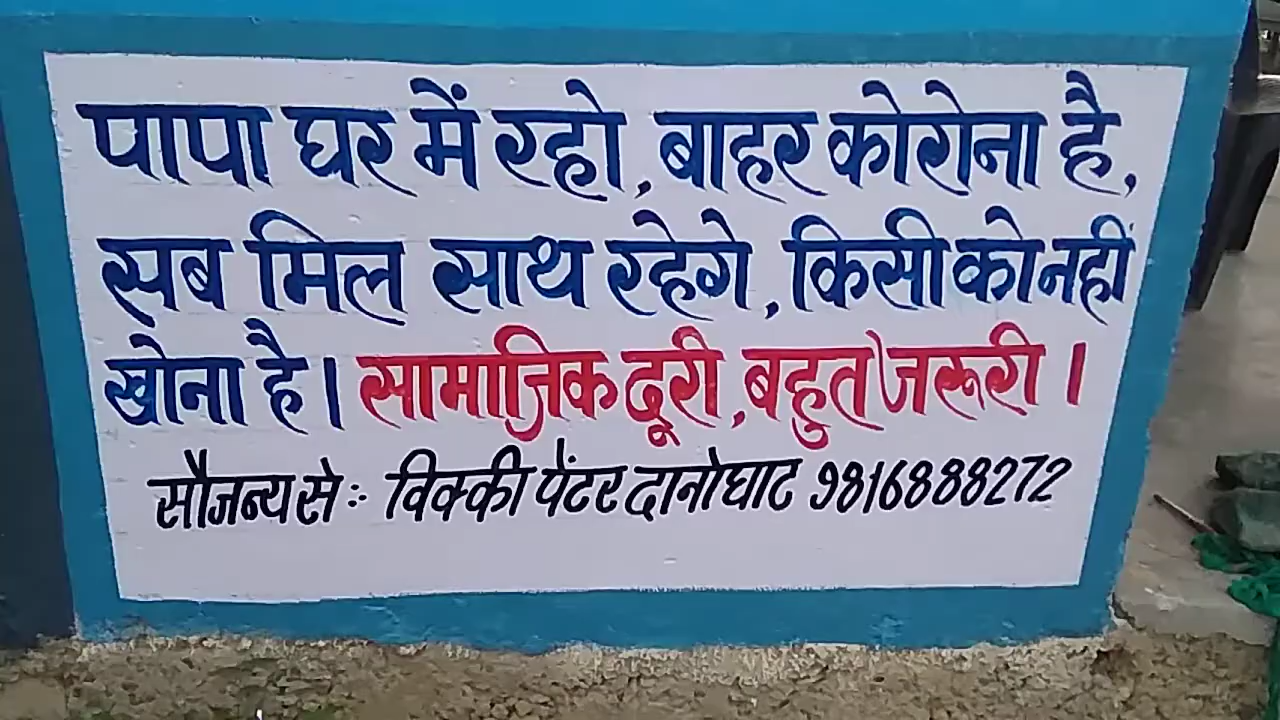 पापा घर में रहो, बाहर कोरोना है,
सब मिल साथ रहेगे, किसी को नहीं
खोना है। सामाजिक दूरी, बहुत जरूरी।
सौजन्य से :- विक्की पेंटर दानोघाट 9816888272